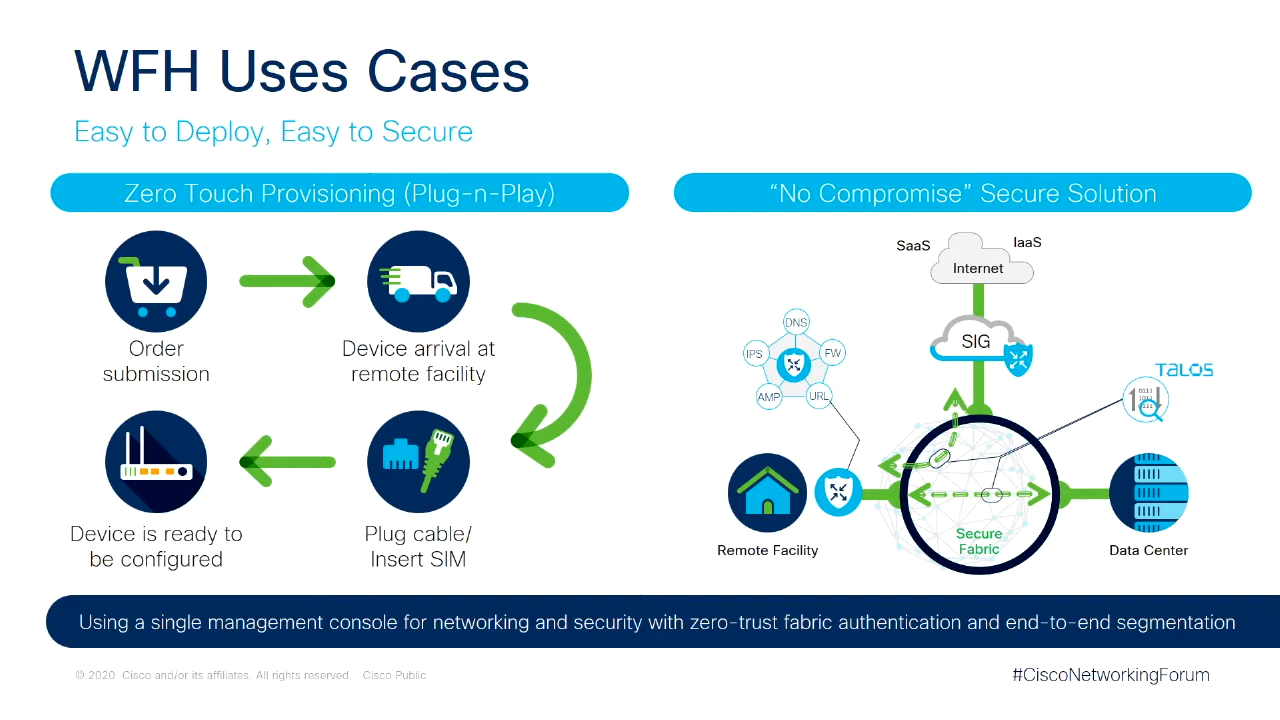 WFH Uses Cases
Easy to Deploy, Easy to Secure
Zero Touch Provisioning (Plug-n-Play)
Order
submission
Device arrival at
remote facility
Plug cable/
Insert SIM
Device is ready to
be configured
“No Compromise” Secure Solution
SaaS
IaaS
Internet
SIG
DNS
IPS
FW
AMP
URL
TALOS
0111
1011
0111
Remote Facility
Secure
Fabric
Data Center
Using a single management console for networking and security with zero-trust fabric authentication and end-to-end segmentation
© 2020 Cisco and/or its affiliates. All rights reserved. Cisco Public
#CiscoNetworkingForum